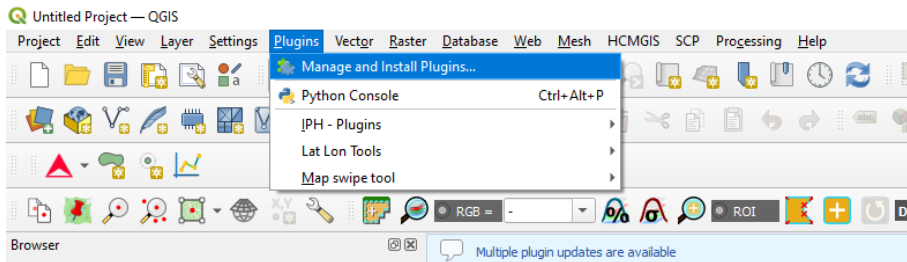 Untitled Project — QGIS
Project Edit View Layer Settings Plugins Vector Raster Database Web Mesh HCMGIS SCP Processing Help
Manage and Install Plugins...
Python Console Ctrl+Alt+P
IPH - Plugins
Lat Lon Tools
Map swipe tool
abc
X,Y
RGB = - ROI D
Browser
Multiple plugin updates are available